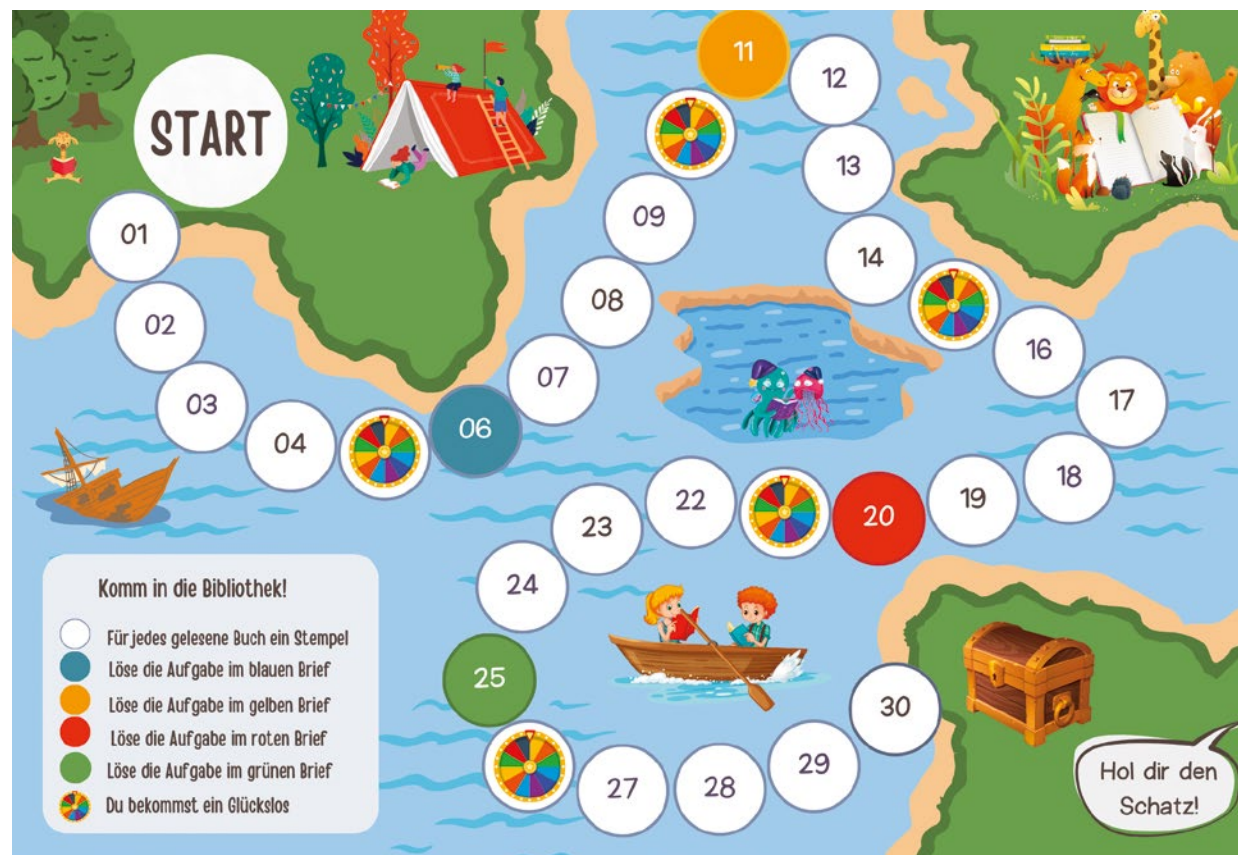 START
01
02
03
04
06
07
08
09
11
12
13
14
16
17
18
19
20
22
23
24
25
27
28
29
30
Komm in die Bibliothek!
Für jedes gelesene Buch ein Stempel
Löse die Aufgabe im blauen Brief
Löse die Aufgabe im gelben Brief
Löse die Aufgabe im roten Brief
Löse die Aufgabe im grünen Brief
Du bekommst ein Glückslos
Hol dir den
Schatz!